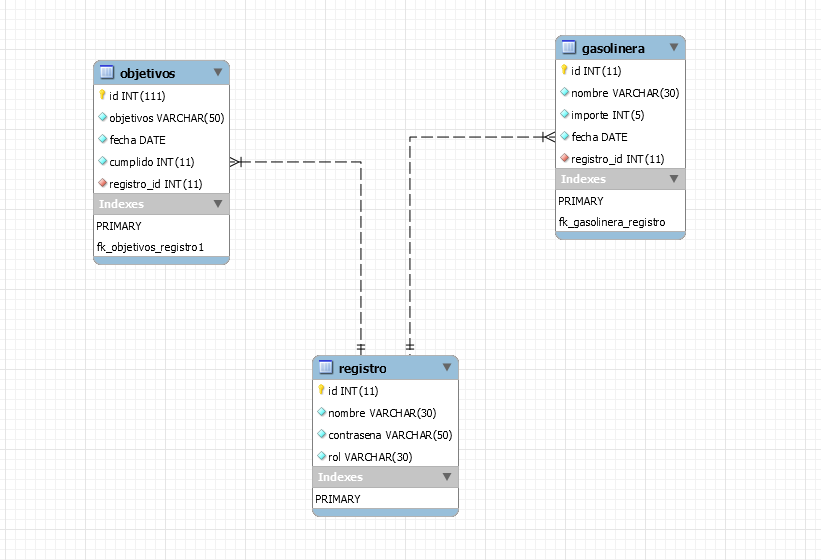 objetivos
id INT(111)
objetivos VARCHAR(50)
fecha DATE
cumplido INT(11)
registro_id INT(11)
Indexes
PRIMARY
fk_objetivos_registro1
gasolinera
id INT(11)
nombre VARCHAR(30)
importe INT(5)
fecha DATE
registro_id INT(11)
Indexes
PRIMARY
fk_gasolinera_registro
registro
id INT(11)
nombre VARCHAR(30)
contrasena VARCHAR(50)
rol VARCHAR(30)
Indexes
PRIMARY